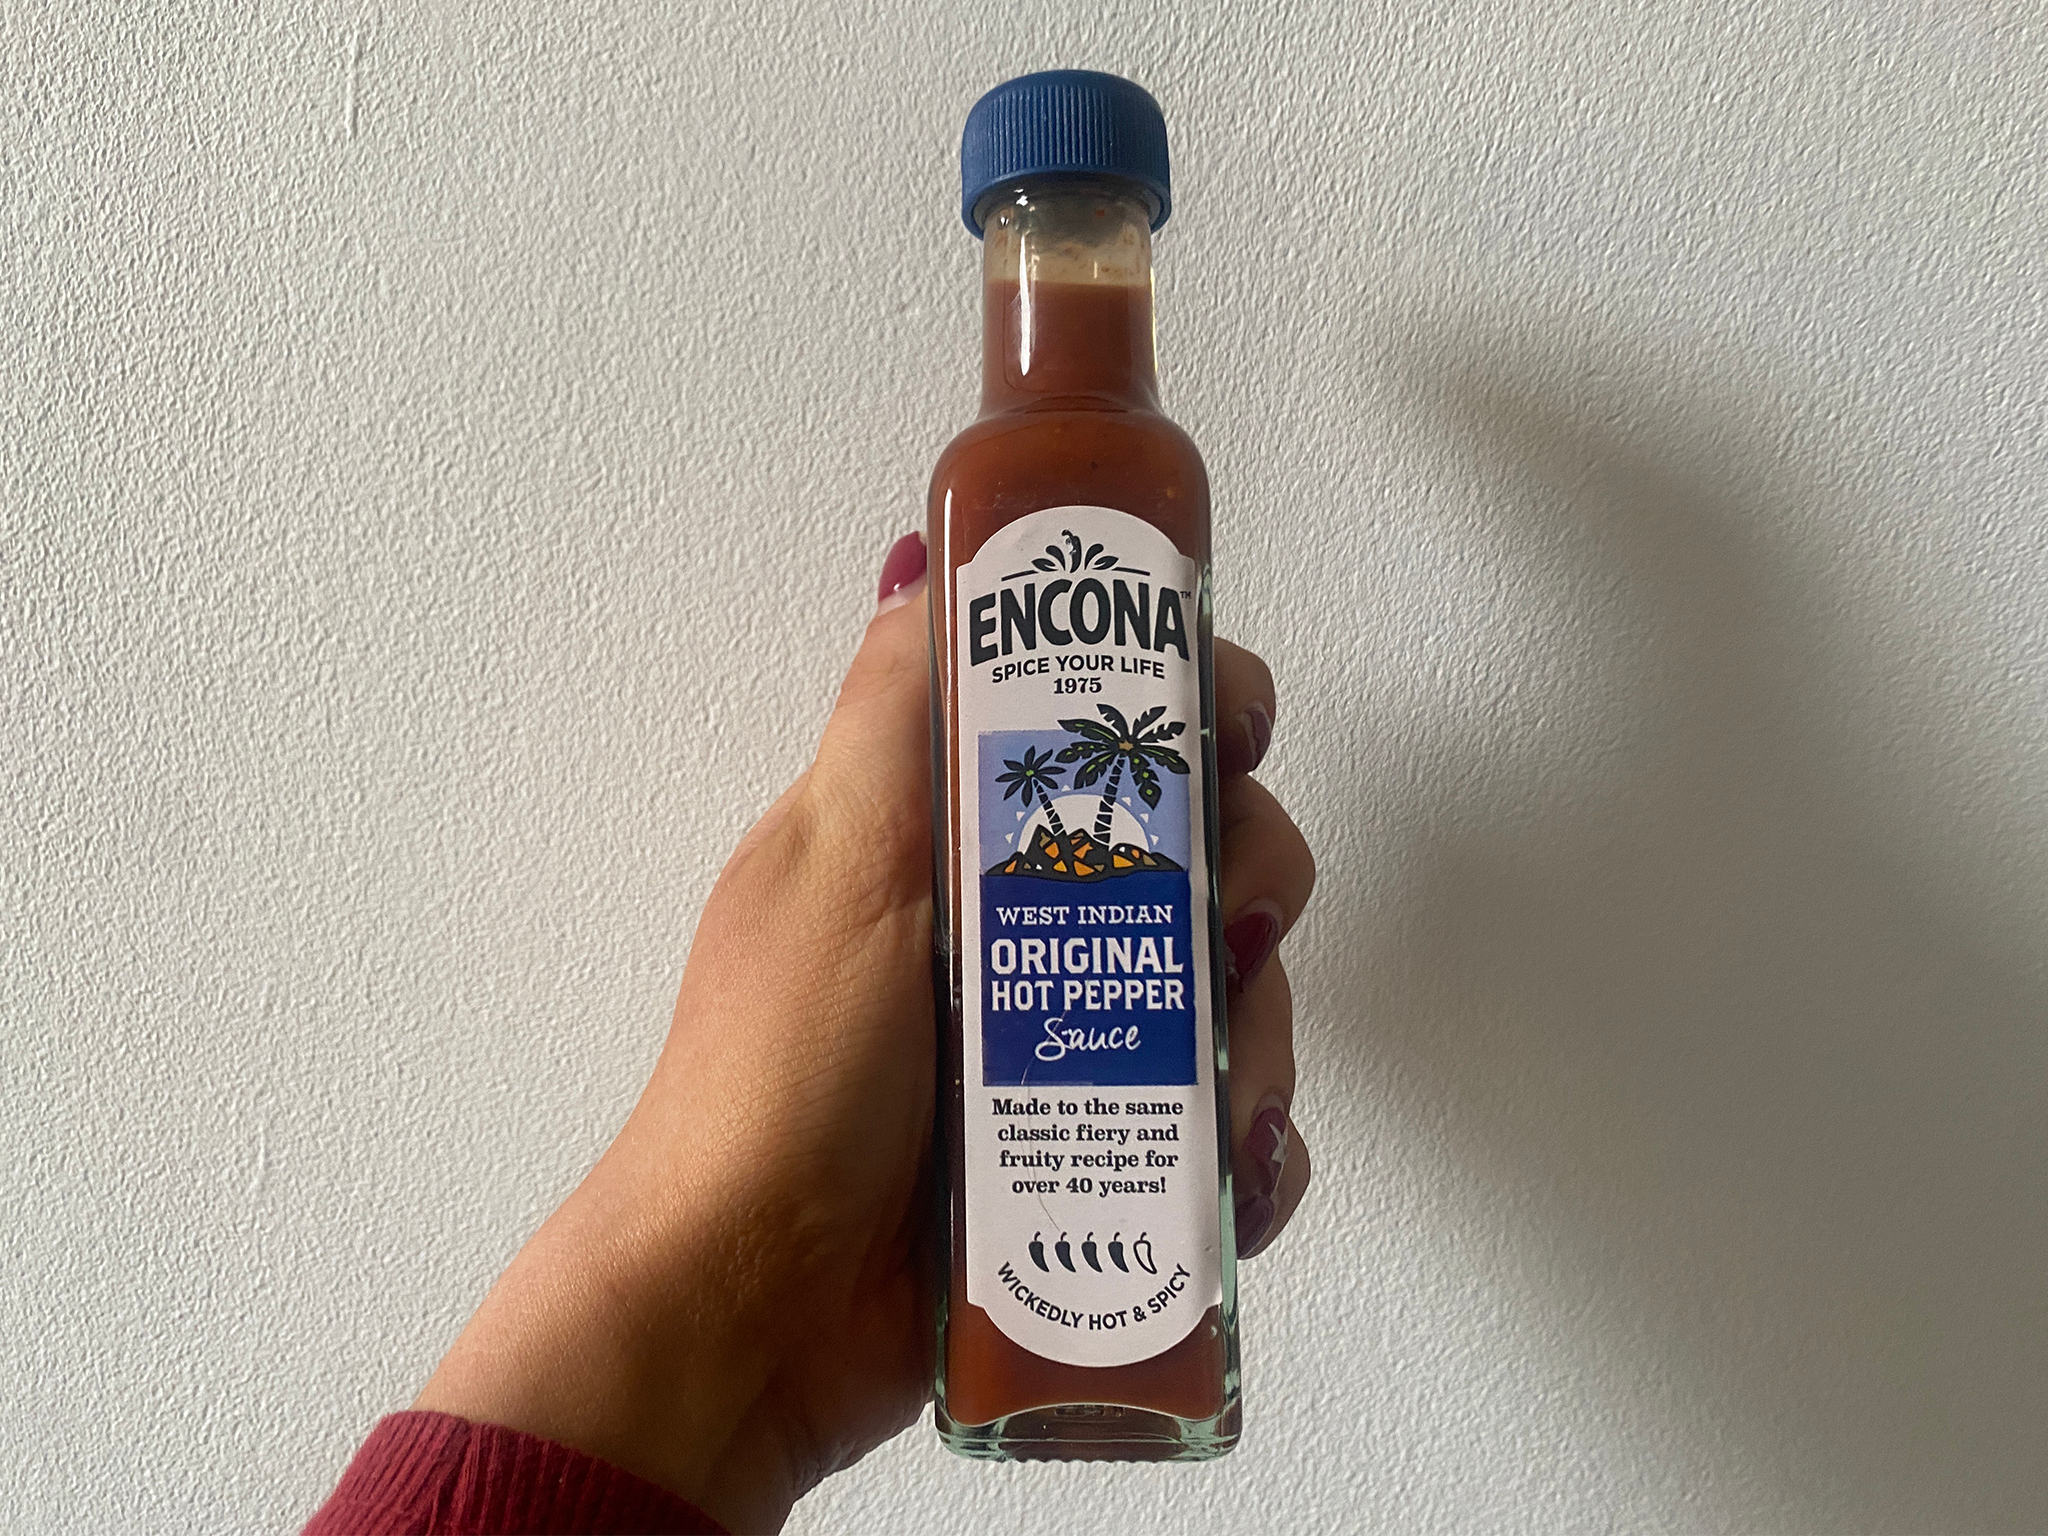 ENCONA™
SPICE YOUR LIFE
1975
WEST INDIAN
ORIGINAL
HOT PEPPER
Sauce
Made to the same
classic fiery and
fruity recipe for
over 40 years!
WICKEDLY HOT & SPICY